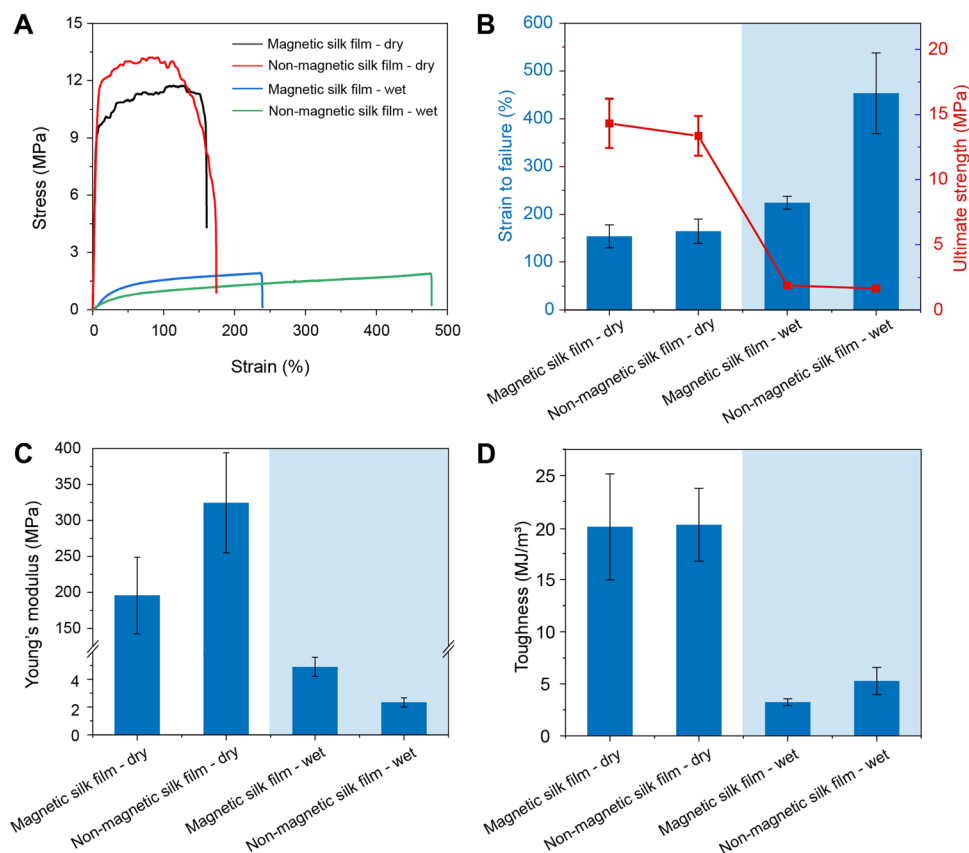 A
Stress (MPa)
15
12
9
6
3
0
0
100
200
300
400
500
Strain (%)
Magnetic silk film - dry
Non-magnetic silk film - dry
Magnetic silk film - wet
Non-magnetic silk film - wet
B
Strain to failure (%)
600
500
400
300
200
100
0
Ultimate strength (MPa)
20
15
10
5
2
0
Magnetic silk film - dry
Non-magnetic silk film - dry
Magnetic silk film - wet
Non-magnetic silk film - wet
C
Young's modulus (MPa)
400
350
300
250
200
150
4
2
0
Magnetic silk film - dry
Non-magnetic silk film - dry
Magnetic silk film - wet
Non-magnetic silk film - wet
D
Toughness (MJ/m³)
25
20
15
10
5
0
Magnetic silk film - dry
Non-magnetic silk film - dry
Magnetic silk film - wet
Non-magnetic silk film - wet